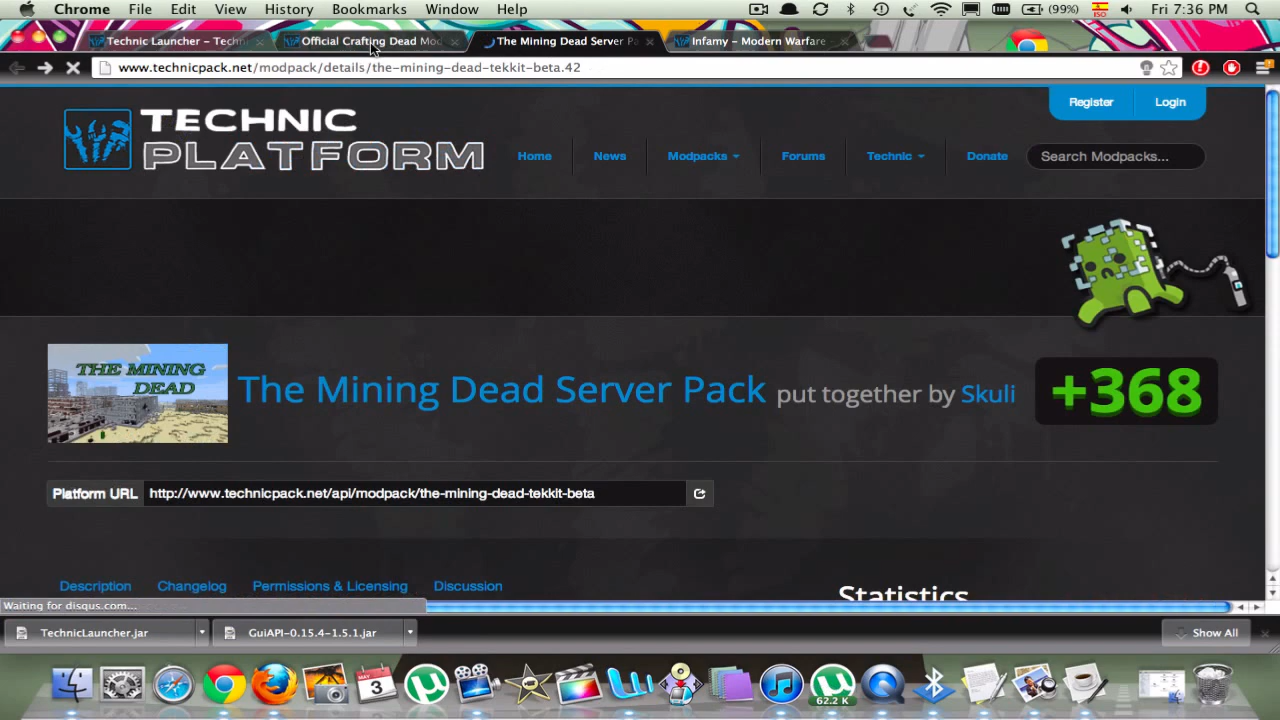 Chrome File Edit View History Bookmarks Window Help (99%) ISO Fri 7:36 PM
Technic Launcher – Techni Official Crafting Dead Mod The Mining Dead Server Pa Infamy – Modern Warfare
www.technicpack.net/modpack/details/the-mining-dead-tekkit-beta.42
Register Login
TECHNIC
PLATFORM
Home News Modpacks Forums Technic Donate Search Modpacks...
THE MINING
DEAD
The Mining Dead Server Pack put together by Skuli +368
Platform URL http://www.technicpack.net/api/modpack/the-mining-dead-tekkit-beta
Description Changelog Permissions & Licensing Discussion Statistics
Waiting for disqus.com...
TechnicLauncher.jar GuiAPI-0.15.4-1.5.1.jar Show All
MAY
3
62.2 K